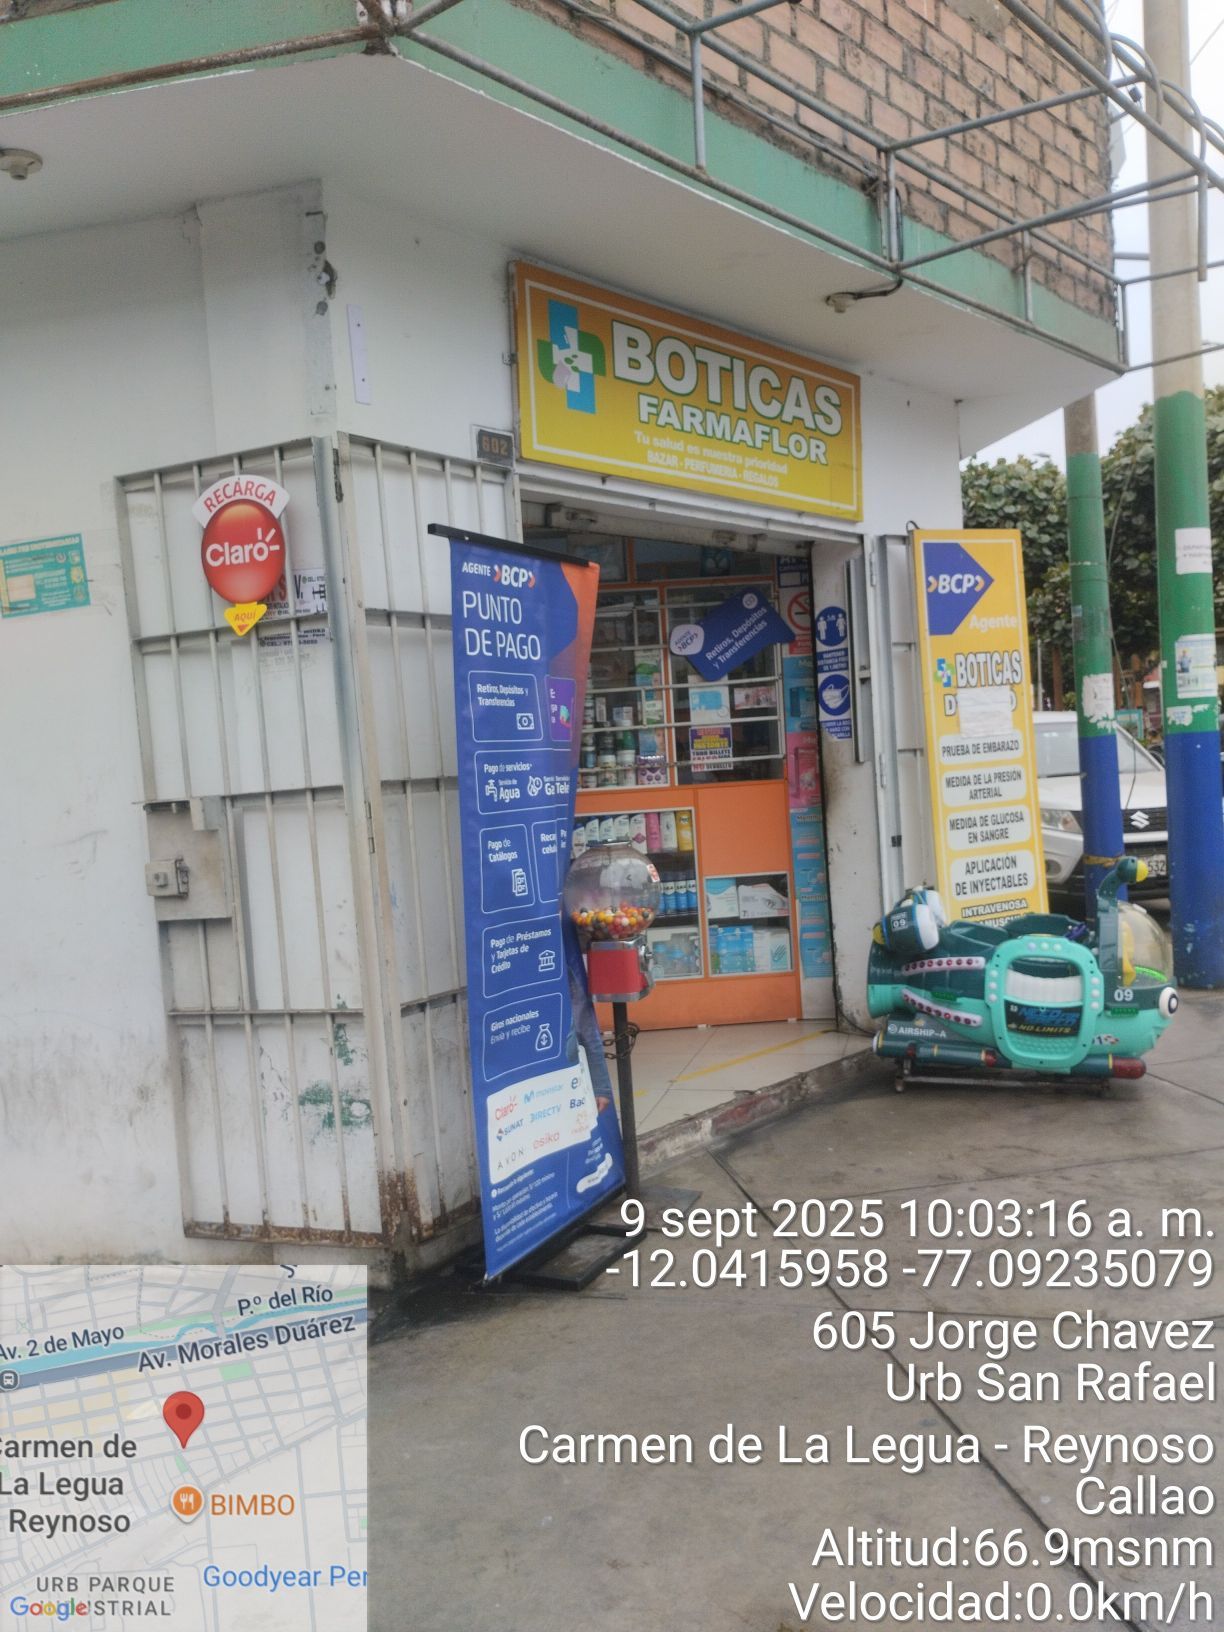 BOTICAS
FARMAFLOR
Tu salud es nuestra prioridad
BAZAR - PERFUMERIA - REGALOS
602
RECARGA
Claro
AQUÍ
AGENTE BCP
PUNTO
DE PAGO
Retiros, Depósitos y
Transferencias
Pago de servicios
Agua
Pago de
Catálogos
Pago de Préstamos
y Tarjetas de
Crédito
Giros nacionales
Envía y recibe
Claro
movistar
SUNAT
DIRECTV
AVON
esika
AGENTE
BCP
Retiros, Depósitos
y Transferencias
BCP
Agente
BOTICAS
PRUEBA DE EMBARAZO
MEDIDA DE LA PRESIÓN
ARTERIAL
MEDIDA DE GLUCOSA
EN SANGRE
APLICACIÓN
DE INYECTABLES
INTRAVENOSA
09
09
AIRSHIP-A
NO LIMITS
9 sept 2025 10:03:16 a. m.
-12.0415958 -77.09235079
605 Jorge Chavez
Urb San Rafael
Carmen de La Legua - Reynoso
Callao
Altitud:66.9msnm
Velocidad:0.0km/h
P.º del Río
Av. 2 de Mayo
Av. Morales Duárez
Carmen de
La Legua
Reynoso
BIMBO
Goodyear Per
URB PARQUE
INDUSTRIAL
Google